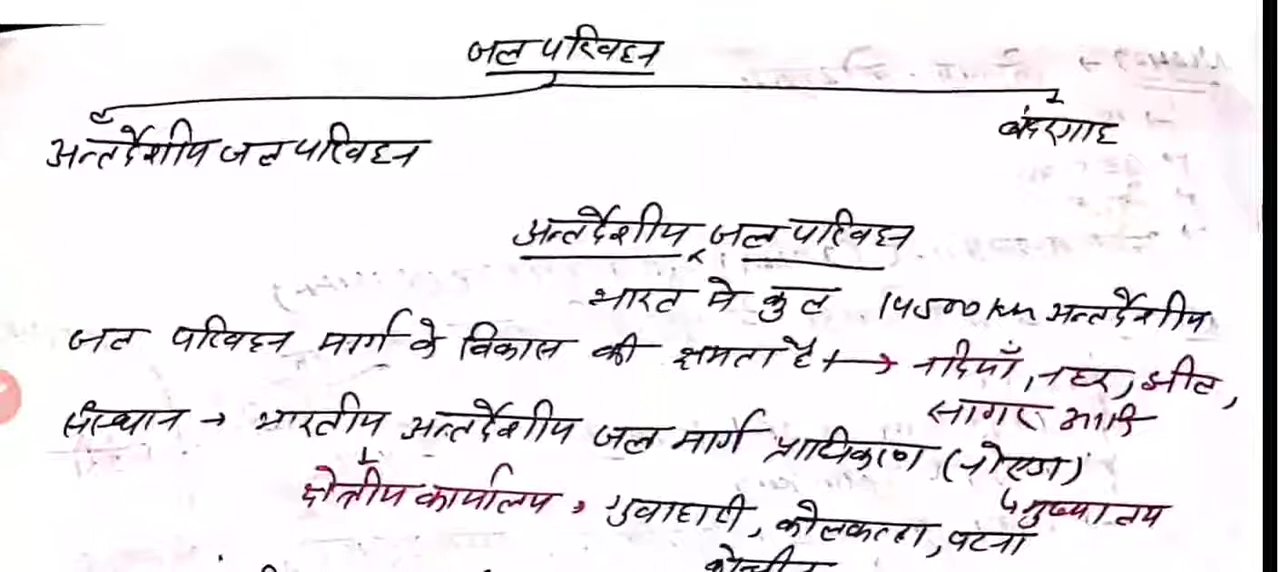 जल परिवहन
अन्तर्देशीय जल परिवहन
बंदरगाह
अन्तर्देशीय जल परिवहन
भारत मे कुल 14500 km अन्तर्देशीय
जल परिवहन मार्ग के विकास की क्षमता है। → नदियाँ, नहर, झील,
सागर आदि
संस्थान → भारतीय अन्तर्देशीय जल मार्ग प्राधिकरण (नोएडा)
मुख्यालय
क्षेत्रीय कार्यालय → गुवाहाटी, कोलकत्ता, पटना
कोच्चीन